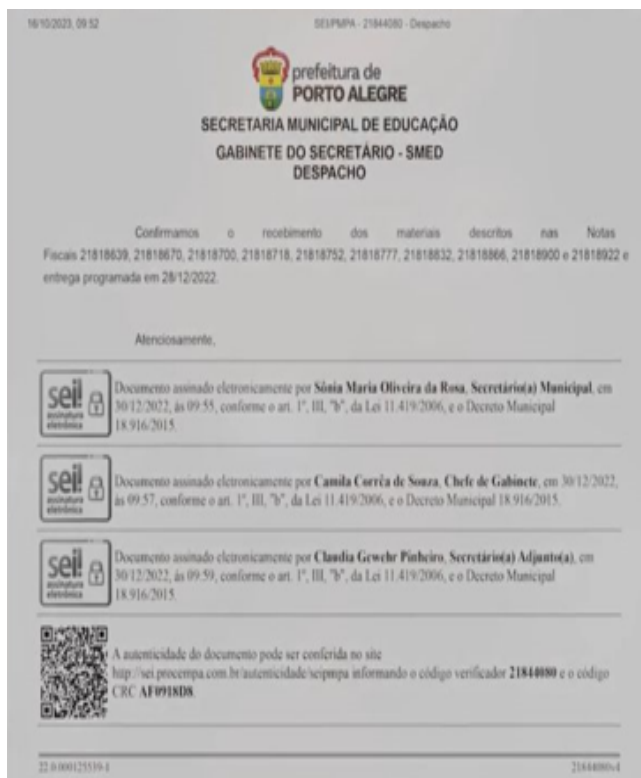 16/10/2023, 09:52 SEI/PMPA - 21844080 - Despacho
prefeitura de
PORTO ALEGRE
SECRETARIA MUNICIPAL DE EDUCAÇÃO
GABINETE DO SECRETÁRIO - SMED
DESPACHO
Confirmamos o recebimento dos materiais descritos nas Notas
Fiscais 21818639, 21818670, 21818700, 21818718, 21818752, 21818777, 21818832, 21818866, 21818900 e 21818922 e
entrega programada em 28/12/2022.
Atenciosamente,
sei!
assinatura
eletrônica
Documento assinado eletronicamente por Sônia Maria Oliveira da Rosa, Secretário(a) Municipal, em
30/12/2022, às 09:55, conforme o art. 1º, III, "b", da Lei 11.419/2006, e o Decreto Municipal
18.916/2015.
sei!
assinatura
eletrônica
Documento assinado eletronicamente por Camila Corrêa de Souza, Chefe de Gabinete, em 30/12/2022,
às 09:57, conforme o art. 1º, III, "b", da Lei 11.419/2006, e o Decreto Municipal 18.916/2015.
sei!
assinatura
eletrônica
Documento assinado eletronicamente por Claudia Gewehr Pinheiro, Secretário(a) Adjunto(a), em
30/12/2022, às 09:59, conforme o art. 1º, III, "b", da Lei 11.419/2006, e o Decreto Municipal
18.916/2015.
A autenticidade do documento pode ser conferida no site
http://sei.procempa.com.br/autenticidade/seipmpa informando o código verificador 21844080 e o código
CRC AF0918D8.
22.0.000125539-1 21844080v4